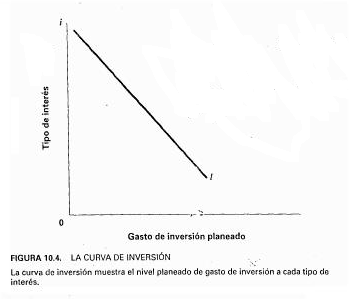 i
Tipo de interés
I
0
Gasto de inversión planeado
FIGURA 10.4. LA CURVA DE INVERSIÓN
La curva de inversión muestra el nivel planeado de gasto de inversión a cada tipo de
interés.